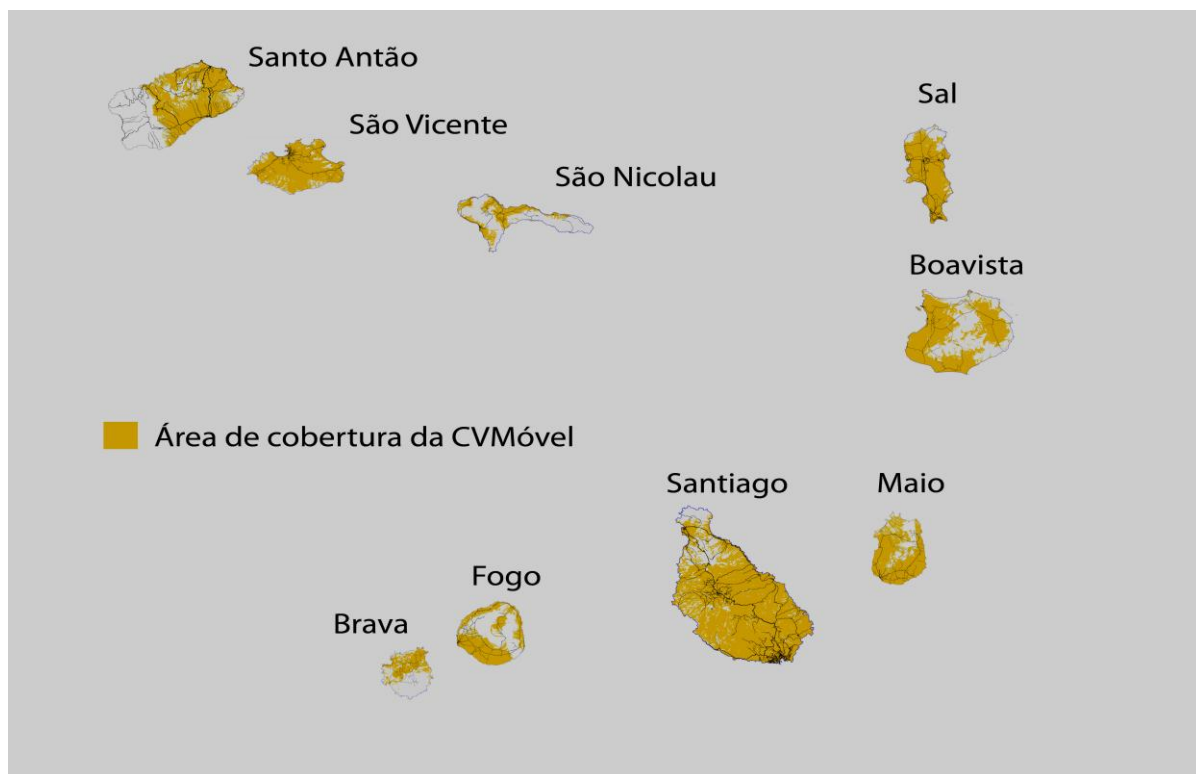 Santo Antão
São Vicente
Sal
São Nicolau
Boavista
Área de cobertura da CVMóvel
Santiago
Maio
Fogo
Brava